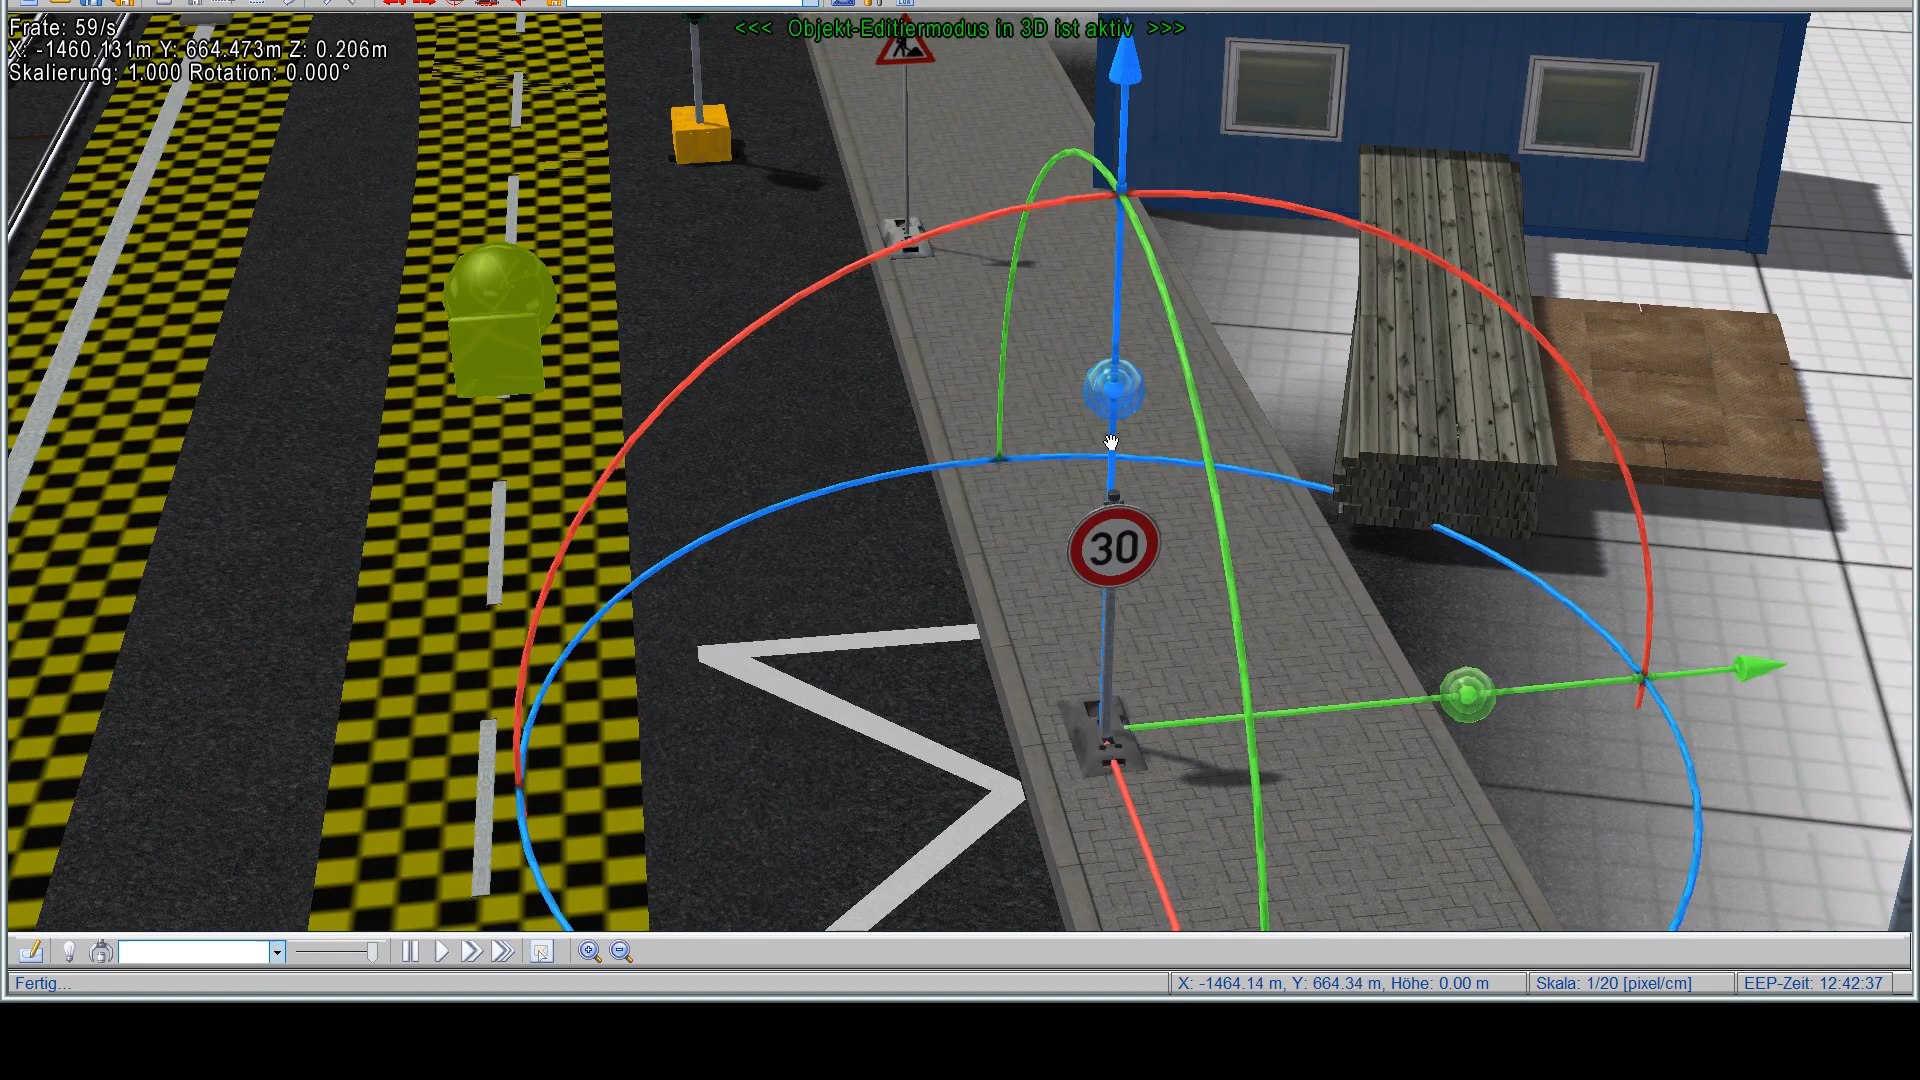 Frate: 59/s
<<< Objekt-Editiermodus in 3D ist aktiv >>>
X: -1460.131m Y: 664.473m Z: 0.206m
Skalierung: 1.000 Rotation: 0.000°
30
Fertig...
X: -1464.14 m, Y: 664.34 m, Höhe: 0.00 m
Skala: 1/20 [pixel/cm]
EEP-Zeit: 12:42:37